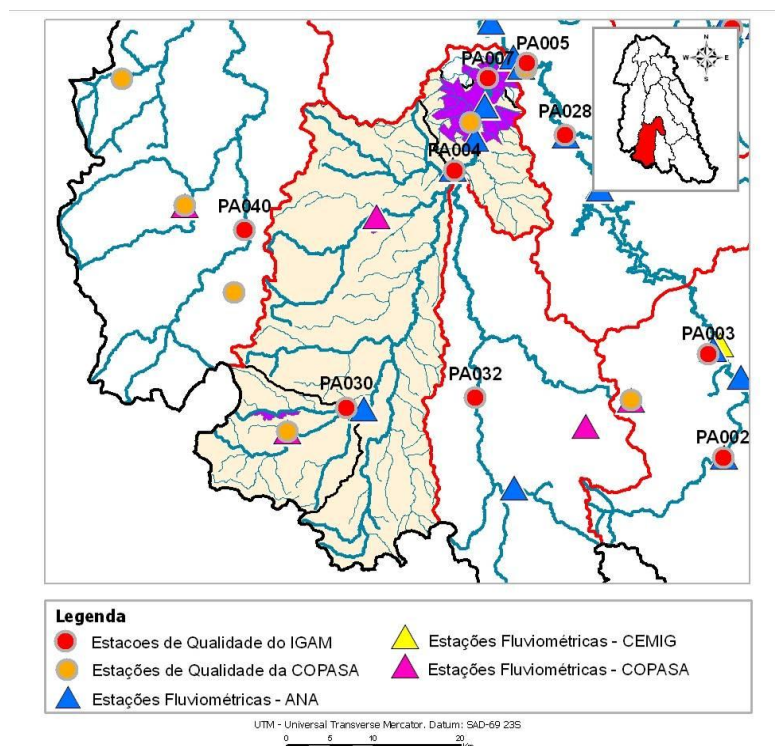 PA005
PA007
W N E
S
PA028
PA004
PA040
PA003
PA030
PA032
PA002
Legenda
Estacoes de Qualidade do IGAM
Estações Fluviométricas - CEMIG
Estações de Qualidade da COPASA
Estações Fluviométricas - COPASA
Estações Fluviométricas - ANA
UTM - Universal Transverse Mercator. Datum: SAD-69 23S
0 5 10 20
Km